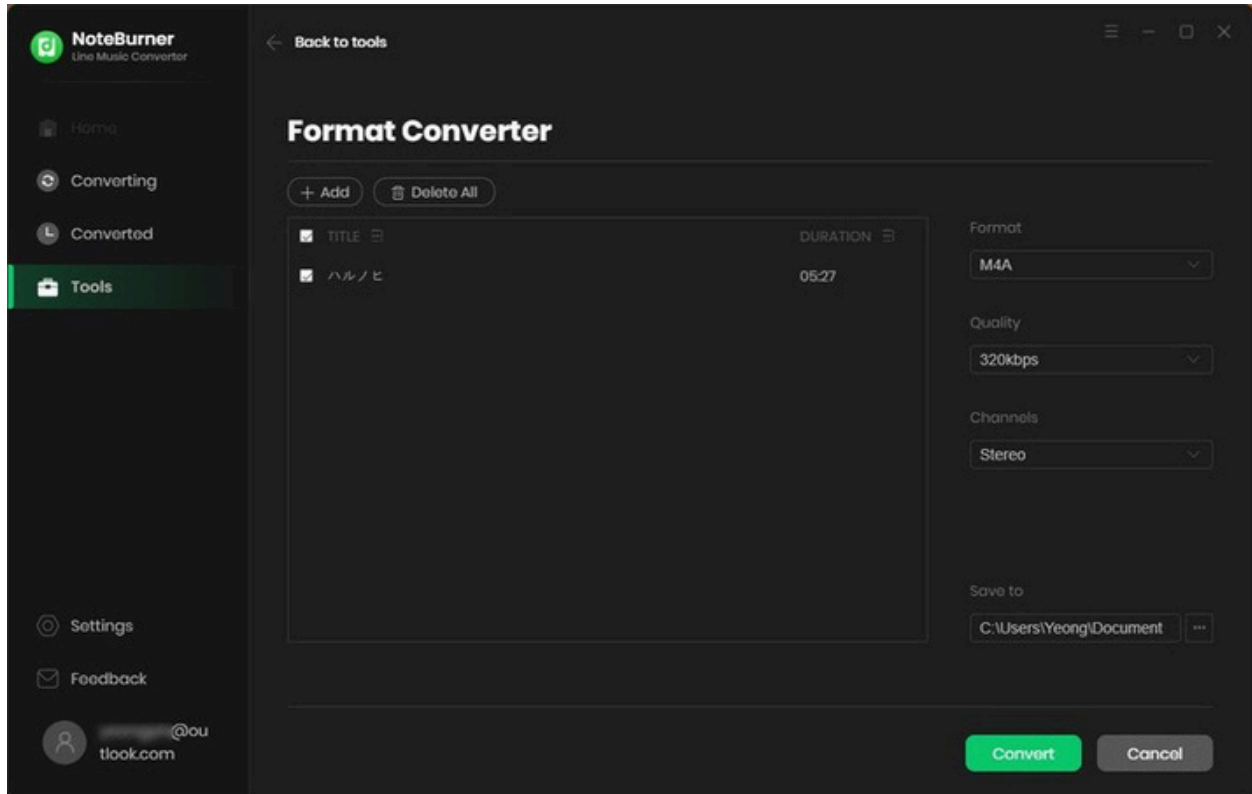 NoteBurner
Line Music Converter
Back to tools
Home
Converting
Converted
Tools
Format Converter
+ Add
Delete All
TITLE
DURATION
ハルノヒ
05:27
Format
M4A
Quality
320kbps
Channels
Stereo
Save to
C:\Users\Yeong\Document
...
Settings
Feedback
@ou
tlook.com
Convert
Cancel